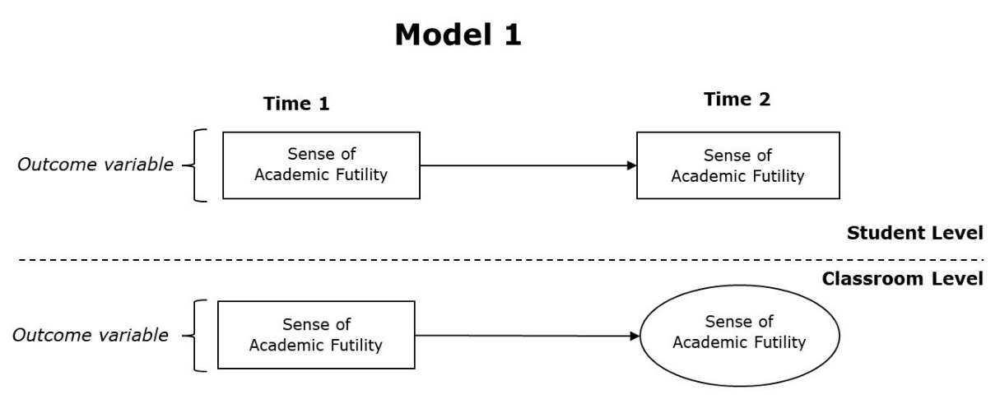 Model 1
Time 1
Time 2
Outcome variable
Sense of
Academic Futility
Sense of
Academic Futility
Student Level
Classroom Level
Outcome variable
Sense of
Academic Futility
Sense of
Academic Futility